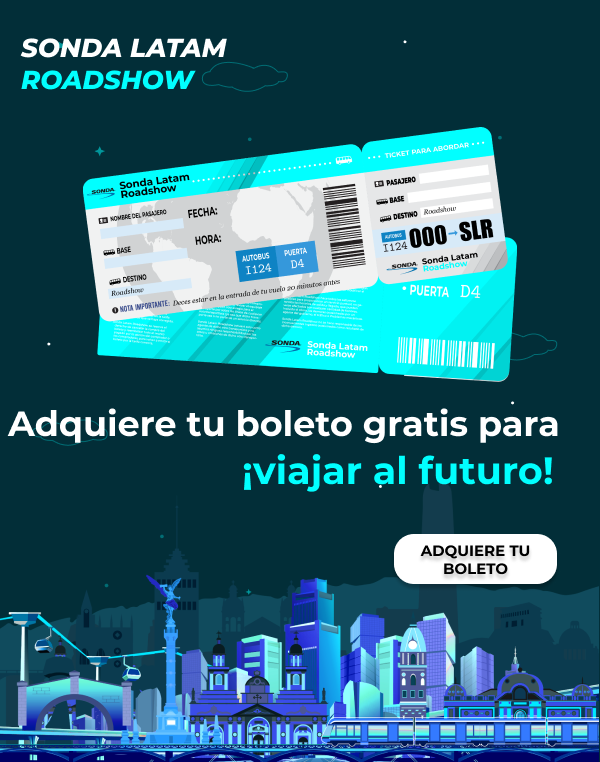 SONDA LATAM
ROADSHOW
SONDA
Sonda Latam
Roadshow
NOMBRE DEL PASAJERO
FECHA:
BASE
HORA:
AUTOBUS
I124
PUERTA
D4
DESTINO
Roadshow
NOTA IMPORTANTE: Deces estar en la entrada de tu vuelo 20 minutos antes
TICKET PARA ABORDAR
PASAJERO
BASE
DESTINO
Roadshow
AUTOBUS
I124
000 → SLR
SONDA
Sonda Latam
Roadshow
PUERTA D4
SONDA
Sonda Latam
Roadshow
Adquiere tu boleto gratis para
¡viajar al futuro!
ADQUIERE TU
BOLETO